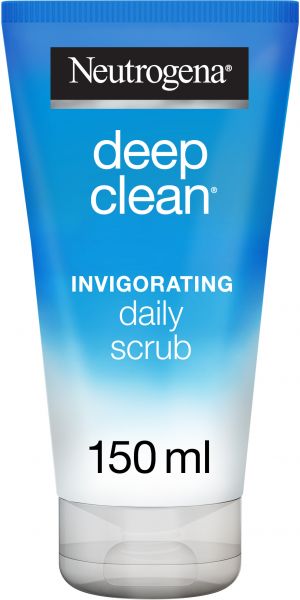 Neutrogena®
deep
clean®
INVIGORATING
daily
scrub
150 ml